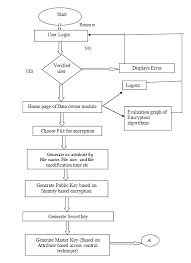 Start
Return to
User Login
NO
Verified
user
YES
Displays Error
Logout
Home page of Data owner module
Evaluation graph of
Encryption
algorithms
Choose File for encryption
Generate six attribute Eg.
File name, File size, and file
modification time etc
Generate Public Key based on
Identity based encryption
Generate Secret key
Generate Master Key (Based on
Attribute based access control
technique)
A